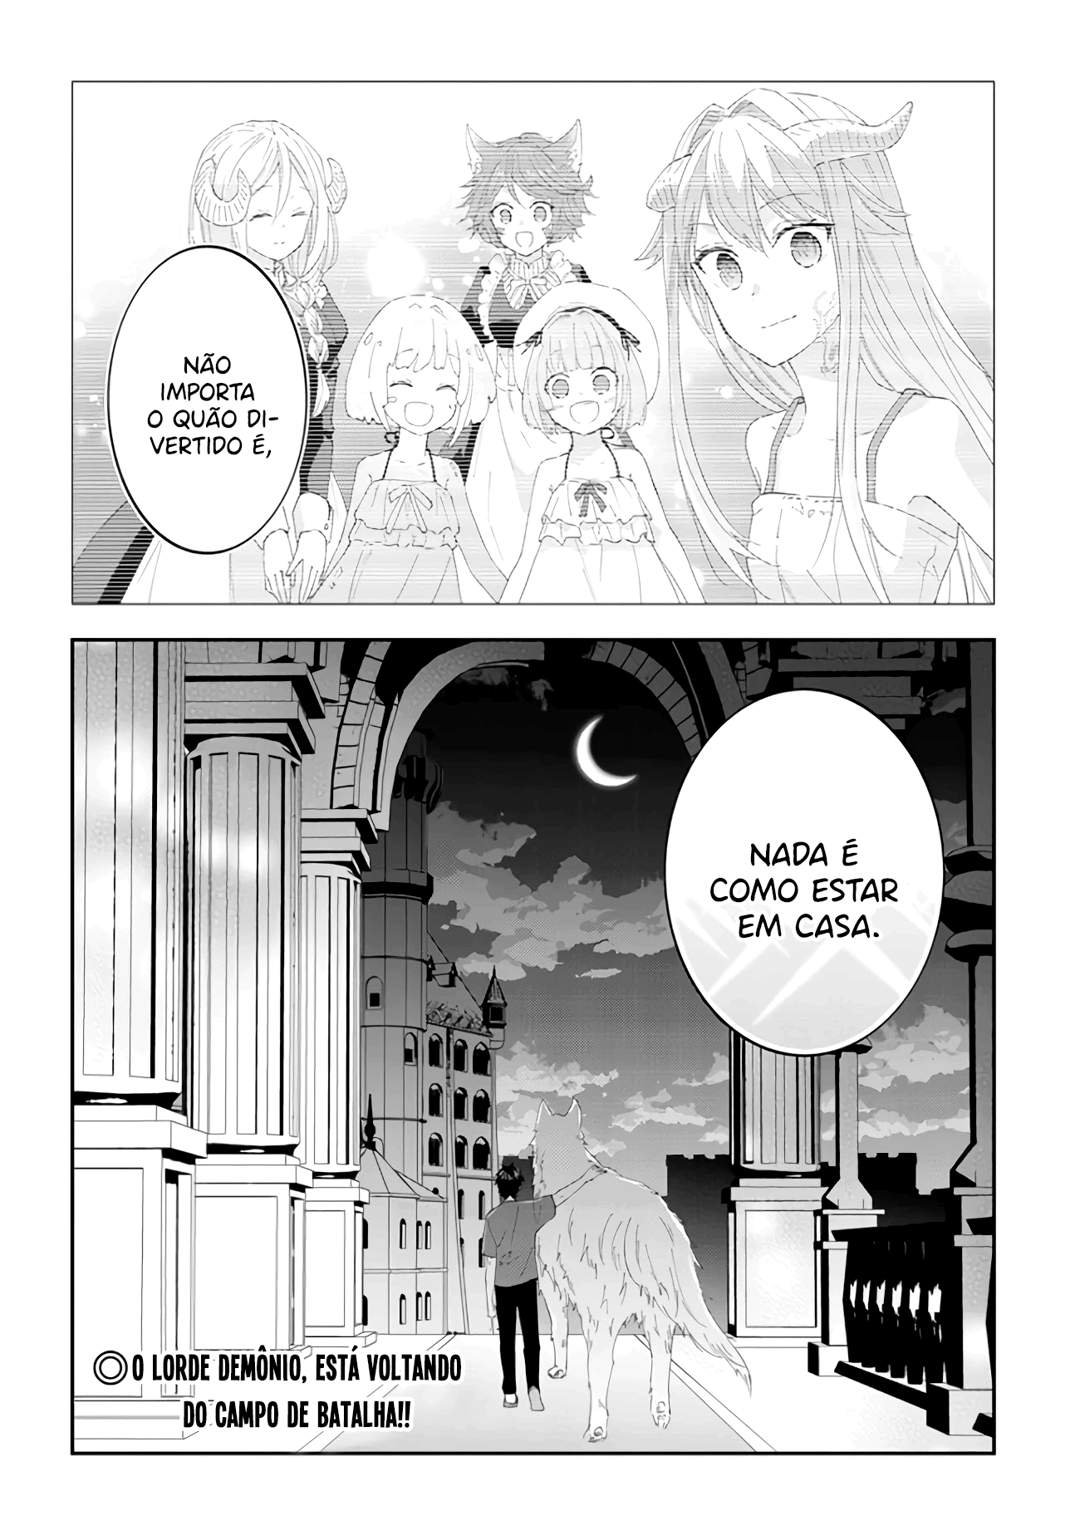 NÃO
IMPORTA
O QUÃO DI-
VERTIDO É,
NADA É
COMO ESTAR
EM CASA.
O LORDE DEMÔNIO, ESTÁ VOLTANDO
DO CAMPO DE BATALHA!!